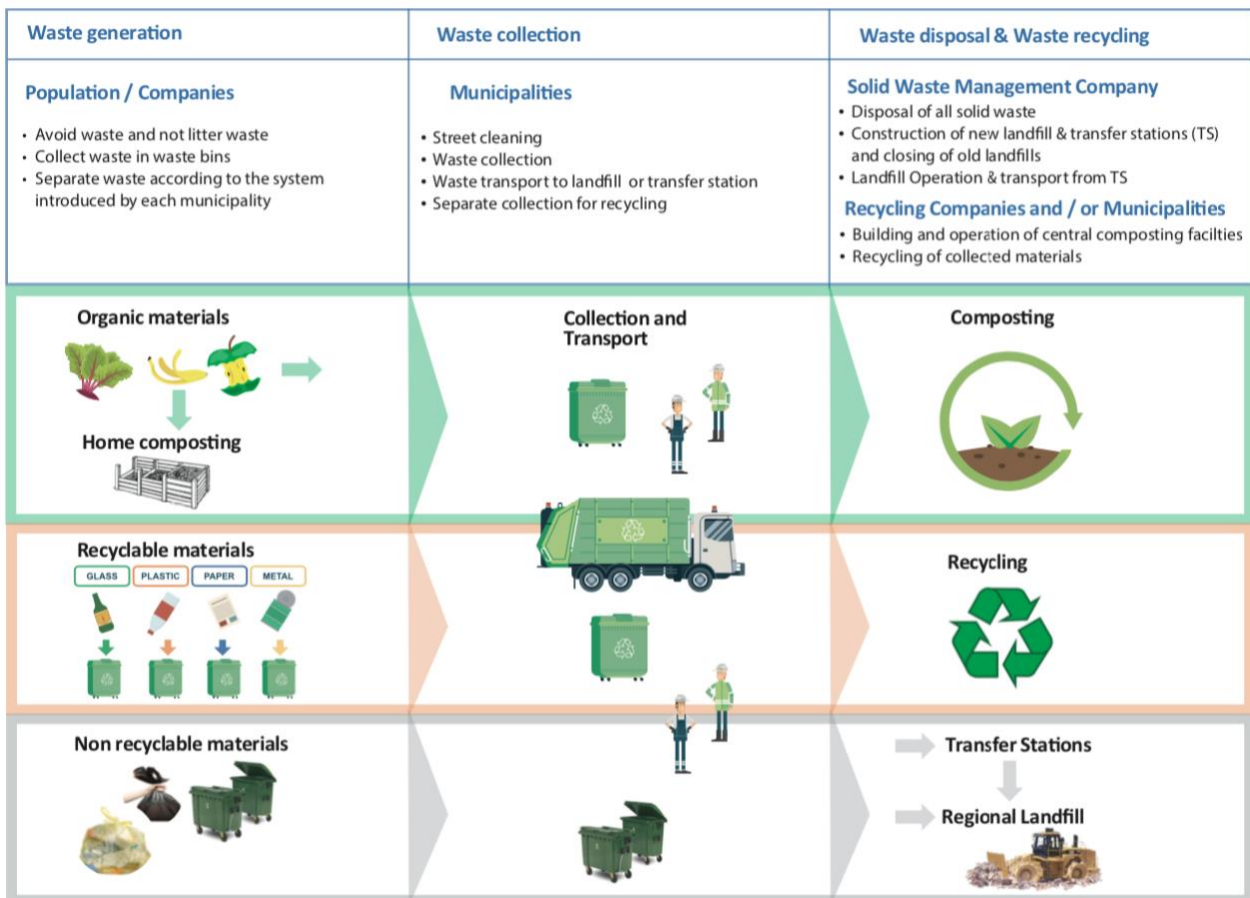 Waste generation
Waste collection
Waste disposal & Waste recycling
Population / Companies
• Avoid waste and not litter waste
• Collect waste in waste bins
• Separate waste according to the system
introduced by each municipality
Municipalities
• Street cleaning
• Waste collection
• Waste transport to landfill or transfer station
• Separate collection for recycling
Solid Waste Management Company
• Disposal of all solid waste
• Construction of new landfill & transfer stations (TS)
and closing of old landfills
• Landfill Operation & transport from TS
Recycling Companies and / or Municipalities
• Building and operation of central composting facilties
• Recycling of collected materials
Organic materials
Home composting
Collection and
Transport
Composting
Recyclable materials
GLASS
PLASTIC
PAPER
METAL
Recycling
Non recyclable materials
Transfer Stations
Regional Landfill